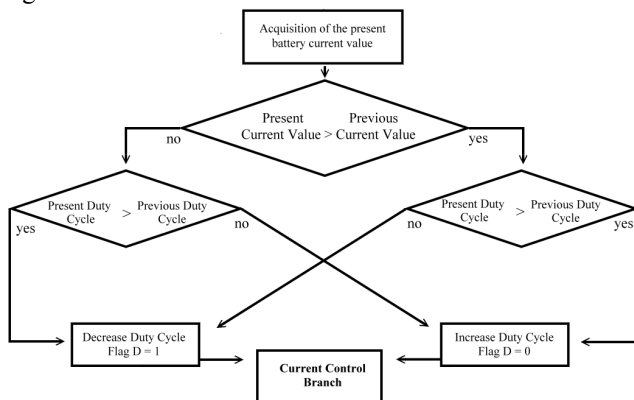 Acquisition of the present
battery current value
Present Previous
Current Value > Current Value
no
yes
Present Duty > Previous Duty
Cycle Cycle
yes
no
Present Duty > Previous Duty
Cycle Cycle
no
yes
Decrease Duty Cycle
Flag D = 1
Increase Duty Cycle
Flag D = 0
Current Control
Branch